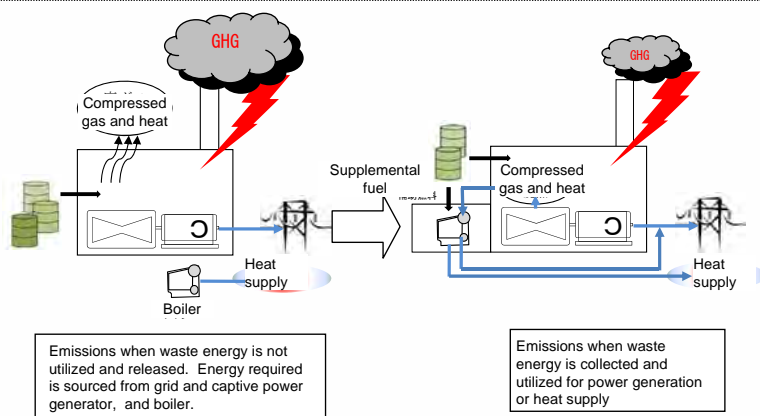 GHG
Compressed
gas and heat
Heat
supply
Boiler
Emissions when waste energy is not
utilized and released. Energy required
is sourced from grid and captive power
generator, and boiler.
Supplemental
fuel
GHG
Compressed
gas and heat
Heat
supply
Emissions when waste
energy is collected and
utilized for power generation
or heat supply